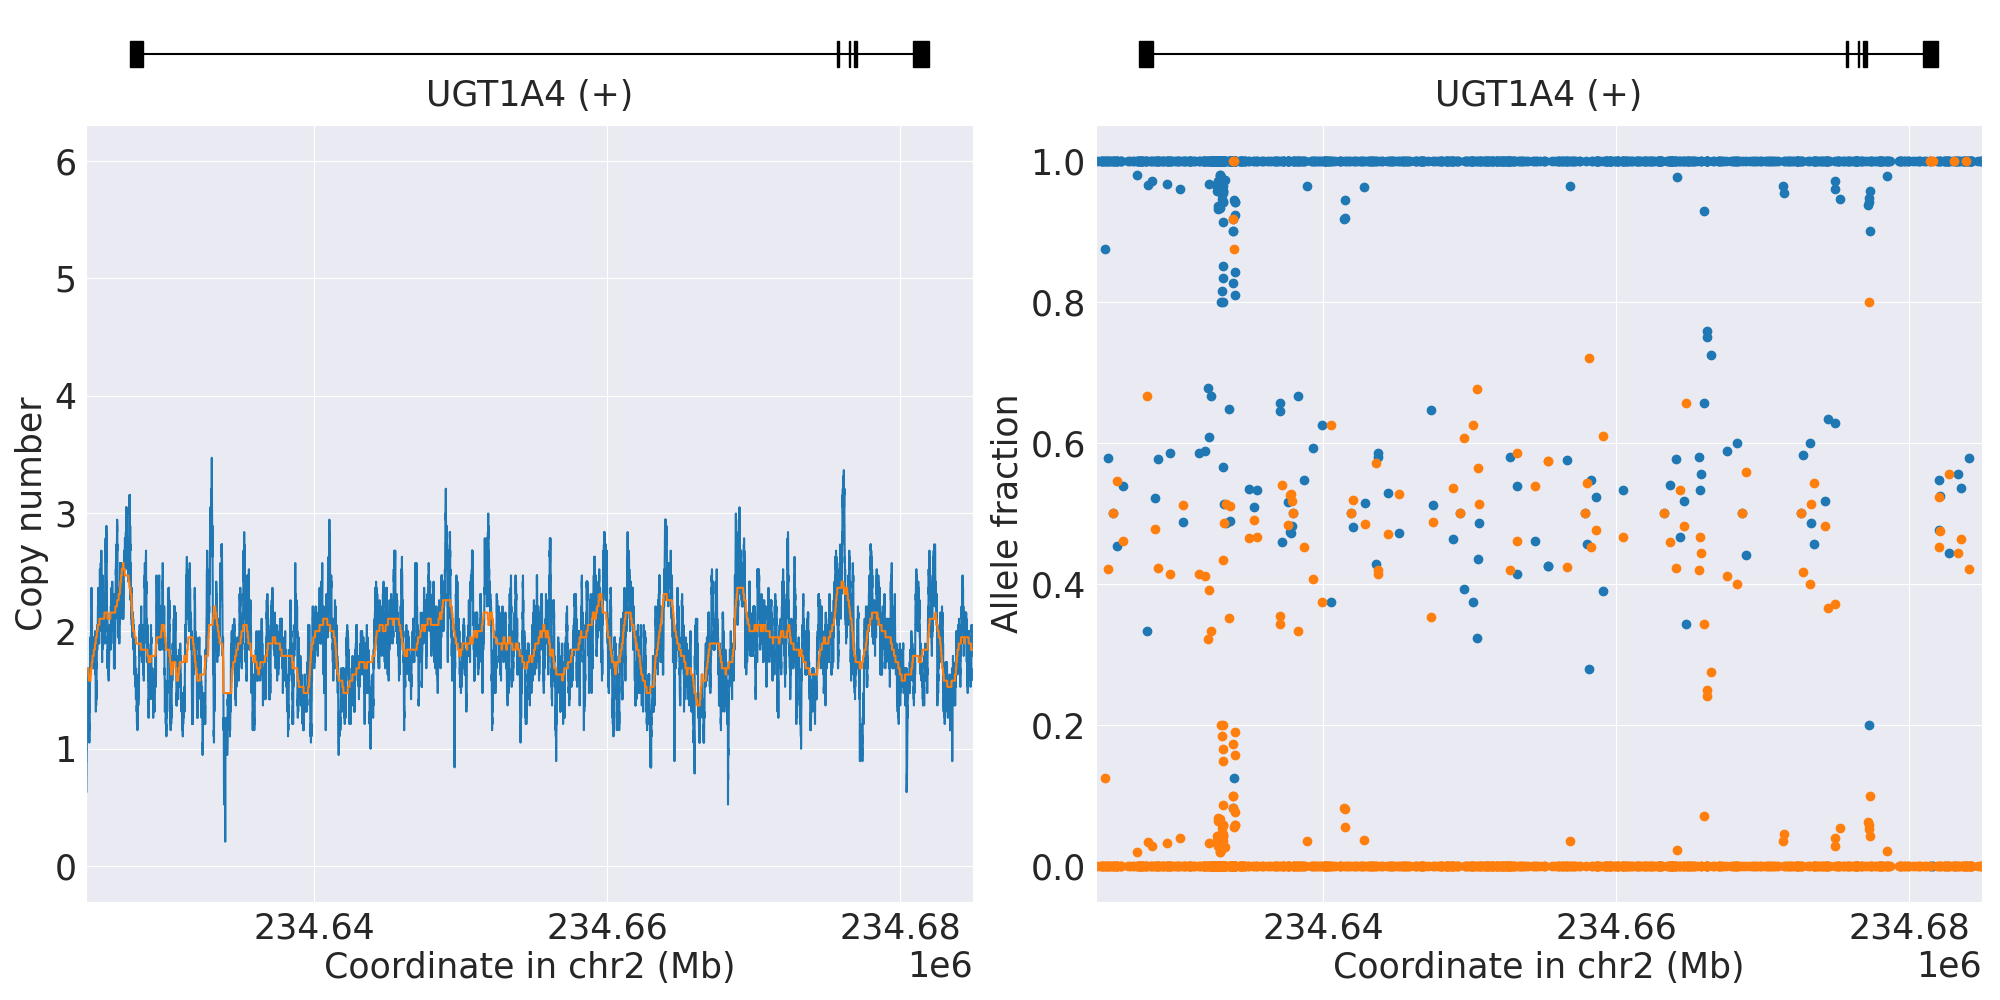 UGT1A4 (+)
Copy number
6
5
4
3
2
1
0
234.64 234.66 234.68
1e6
Coordinate in chr2 (Mb)
UGT1A4 (+)
Allele fraction
1.0
0.8
0.6
0.4
0.2
0.0
234.64 234.66 234.68
1e6
Coordinate in chr2 (Mb)